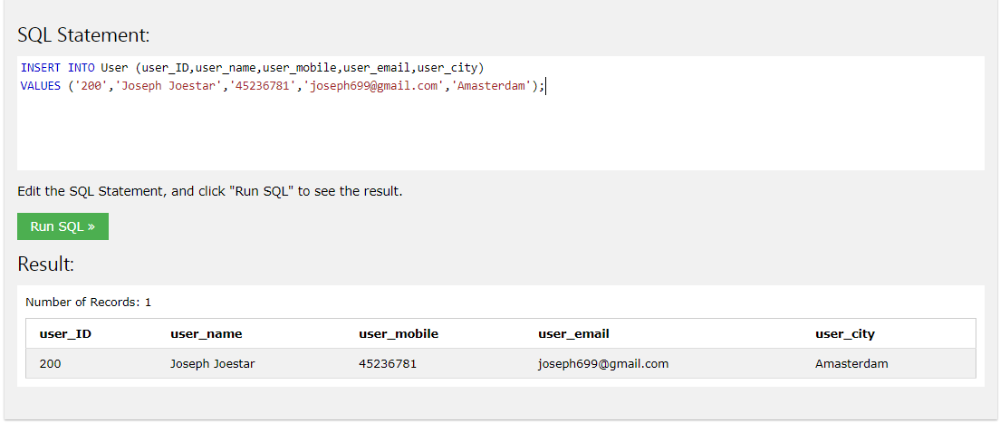 SQL Statement:
INSERT INTO User (user_ID,user_name,user_mobile,user_email,user_city)
VALUES ('200','Joseph Joestar','45236781','joseph699@gmail.com','Amasterdam');
Edit the SQL Statement, and click "Run SQL" to see the result.
Run SQL »
Result:
Number of Records: 1
user_ID user_name user_mobile user_email user_city
200 Joseph Joestar 45236781 joseph699@gmail.com Amasterdam